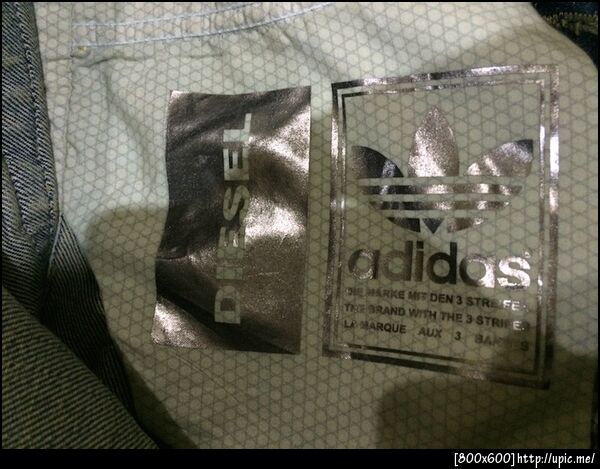 DIESEL
adidas
DIE MARKE MIT DEN 3 STREIFEN
THE BRAND WITH THE 3 STRIPES
LA MARQUE AUX 3 BANDES
[800x600]http://upic.me/